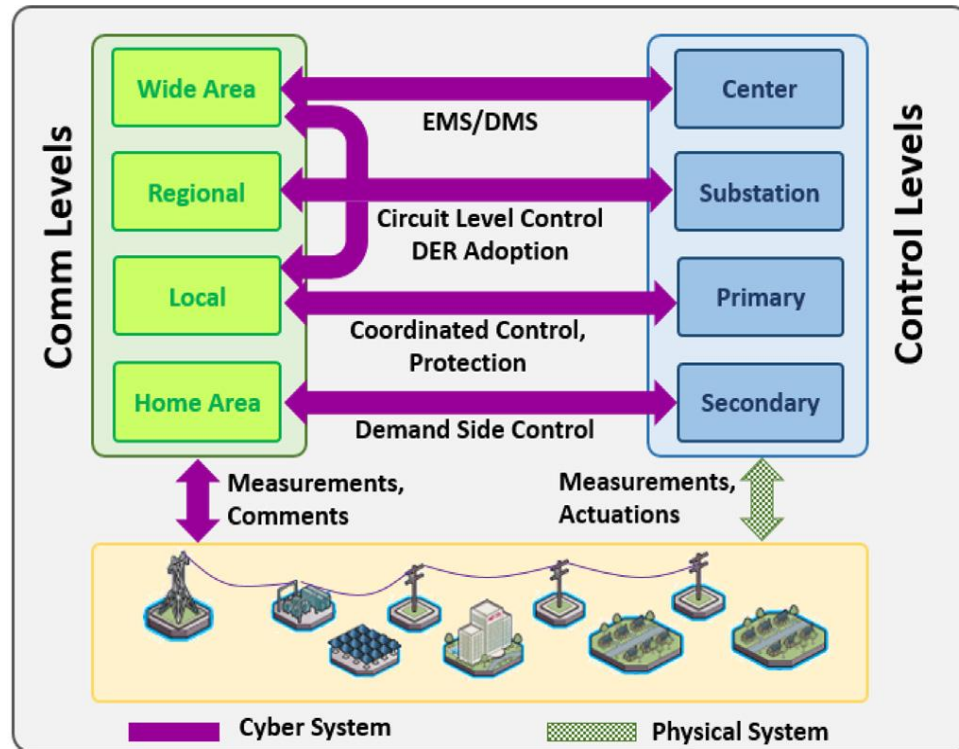 Comm Levels
Wide Area
Regional
Local
Home Area
EMS/DMS
Circuit Level Control
DER Adoption
Coordinated Control,
Protection
Demand Side Control
Center
Substation
Primary
Secondary
Control Levels
Measurements,
Comments
Measurements,
Actuations
Cyber System
Physical System